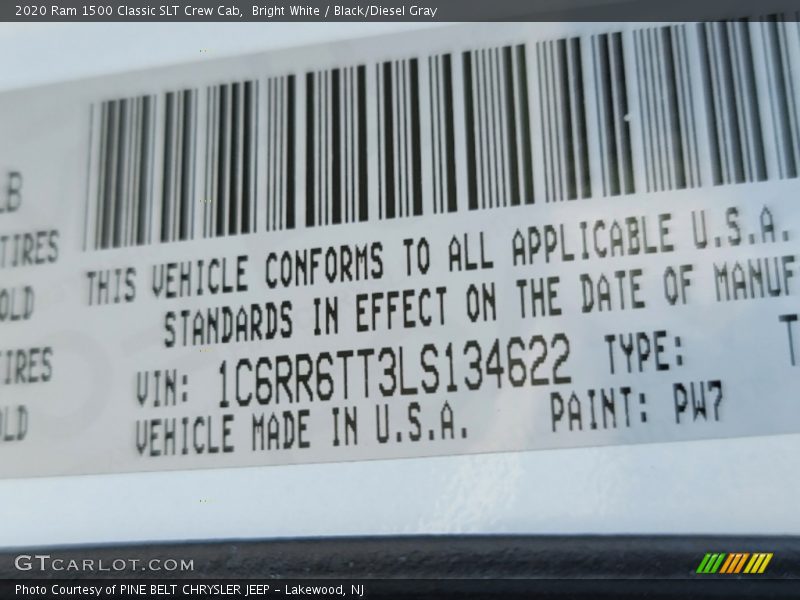 2020 Ram 1500 Classic SLT Crew Cab,  Bright White / Black/Diesel Gray
LB
TIRES
OLD
TIRES
OLD
THIS VEHICLE CONFORMS TO ALL APPLICABLE U.S.A.
STANDARDS IN EFFECT ON THE DATE OF MANUF
VIN: 1C6RR6TT3LS134622 TYPE: T
VEHICLE MADE IN U.S.A. PAINT: PW7
GTCARLOT.COM
Photo Courtesy of PINE BELT CHRYSLER JEEP - Lakewood, NJ